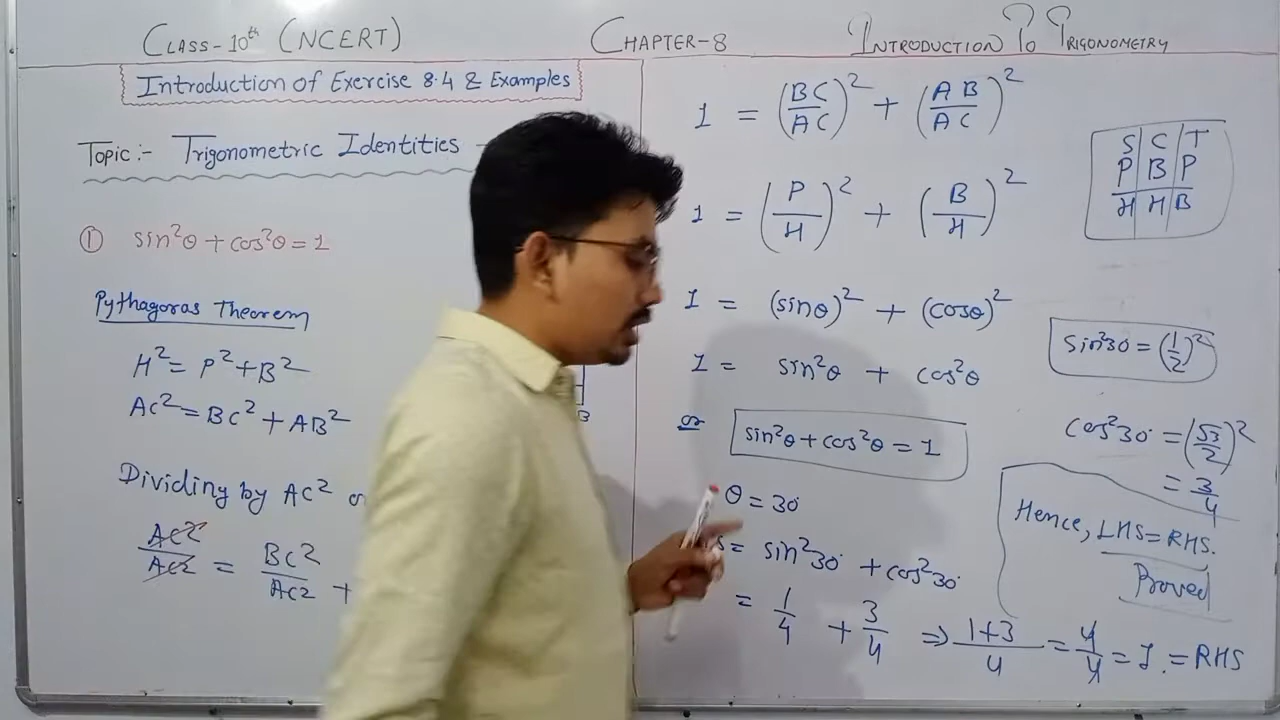 CLASS-10th (NCERT) CHAPTER-8 INTRODUCTION TO TRIGONOMETRY
Introduction of Exercise 8.4 & Examples
Topic:- Trigonometric Identities -
① sin²θ + cos²θ = 1
Pythagoras Theorem
H² = P² + B²
AC² = BC² + AB²
Dividing by AC² o
AC²/AC² = BC²/AC² +
B
1 = (BC/AC)² + (AB/AC)²
1 = (P/H)² + (B/H)²
1 = (sinθ)² + (cosθ)²
1 = sin²θ + cos²θ
or sin²θ + cos²θ = 1
θ = 30°
S = sin²30° + cos²30°
= 1/4 + 3/4 ⇒ 1+3/4 = 4/4 = 1. = RHS
S C T
P B P
H H B
sin²30 = (1/2)²
cos²30° = (√3/2)²
= 3/4
Hence, LHS = RHS.
Proved